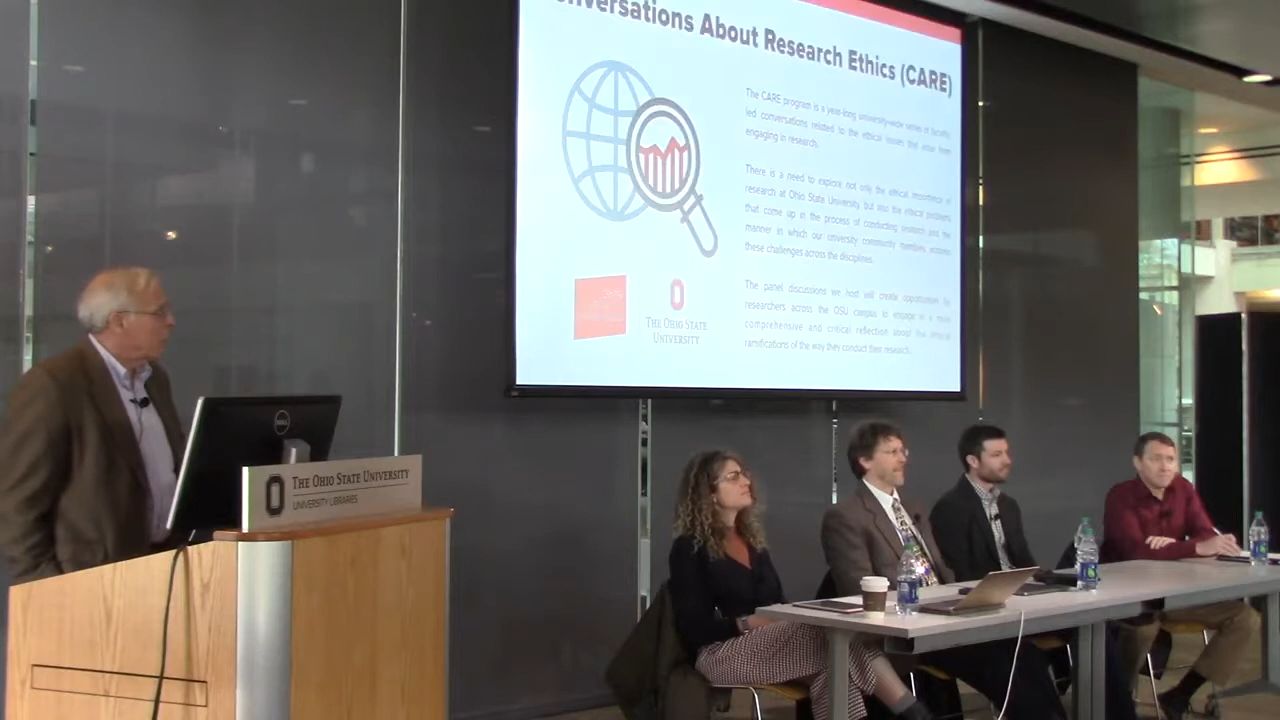 onversations About Research Ethics (CARE)
The CARE program is a year-long university-wide series of faculty
led conversations related to the ethical issues that arise from
engaging in research.
There is a need to explore not only the ethical importance of
research at Ohio State University but also the ethical problems
that come up in the process of conducting research and the
manner in which our university community members address
these challenges across the disciplines.
The panel discussions we host will create opportunities for
researchers across the OSU campus to engage in a more
comprehensive and critical reflection about the ethical
ramifications of the way they conduct their research.
THE OHIO STATE
UNIVERSITY
DELL
THE OHIO STATE UNIVERSITY
UNIVERSITY LIBRARIES